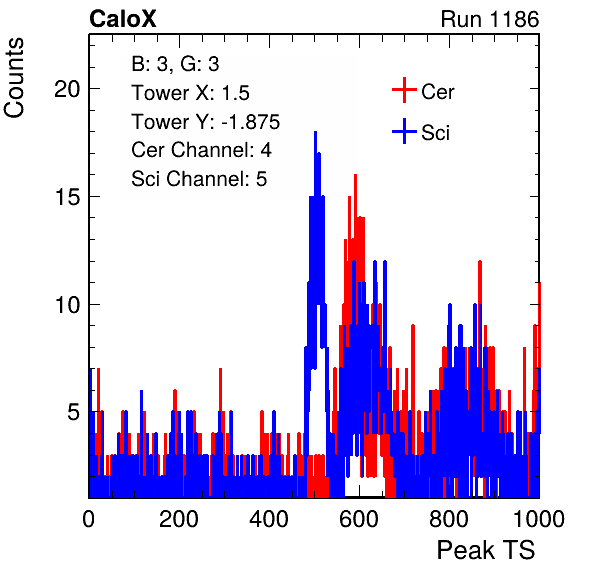 CaloX Run 1186
Counts
B: 3, G: 3
Tower X: 1.5
Tower Y: -1.875
Cer Channel: 4
Sci Channel: 5
Cer
Sci
20
15
10
5
0 200 400 600 800 1000
Peak TS